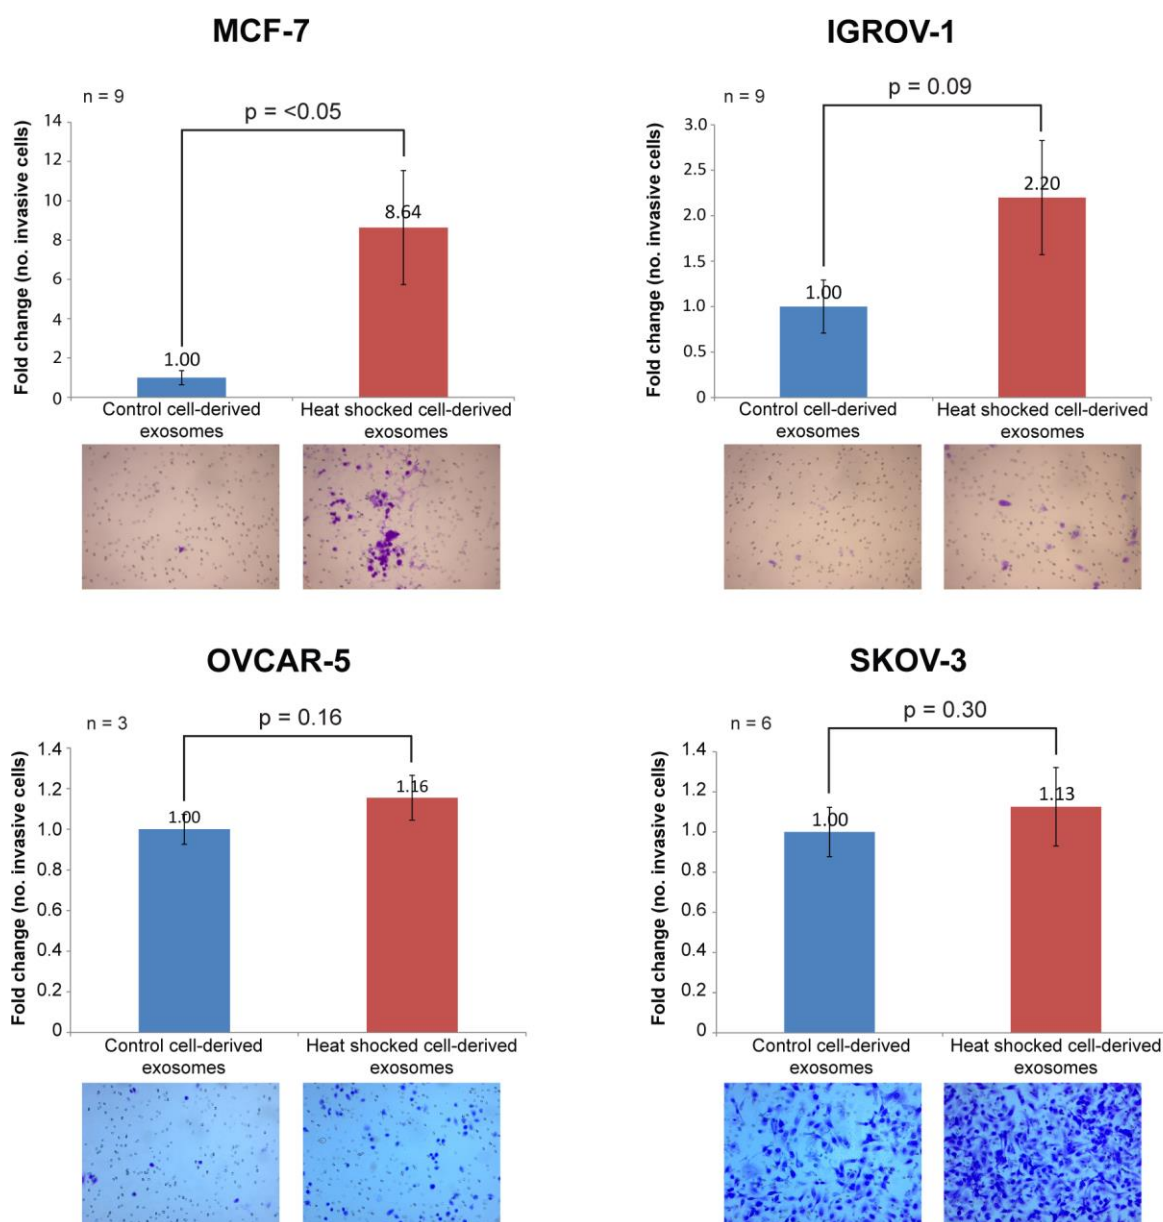 MCF-7
n = 9
p = <0.05
Fold change (no. invasive cells)
14
12
10
8
6
4
2
0
8.64
1.00
Control cell-derived exosomes
Heat shocked cell-derived exosomes
IGROV-1
n = 9
p = 0.09
Fold change (no. invasive cells)
3.0
2.5
2.0
1.5
1.0
0.5
0.0
2.20
1.00
Control cell-derived exosomes
Heat shocked cell-derived exosomes
OVCAR-5
n = 3
p = 0.16
Fold change (no. invasive cells)
1.4
1.2
1.0
0.8
0.6
0.4
0.2
0
1.00
1.16
Control cell-derived exosomes
Heat shocked cell-derived exosomes
SKOV-3
n = 6
p = 0.30
Fold change (no. invasive cells)
1.4
1.2
1.0
0.8
0.6
0.4
0.2
0
1.00
1.13
Control cell-derived exosomes
Heat shocked cell-derived exosomes